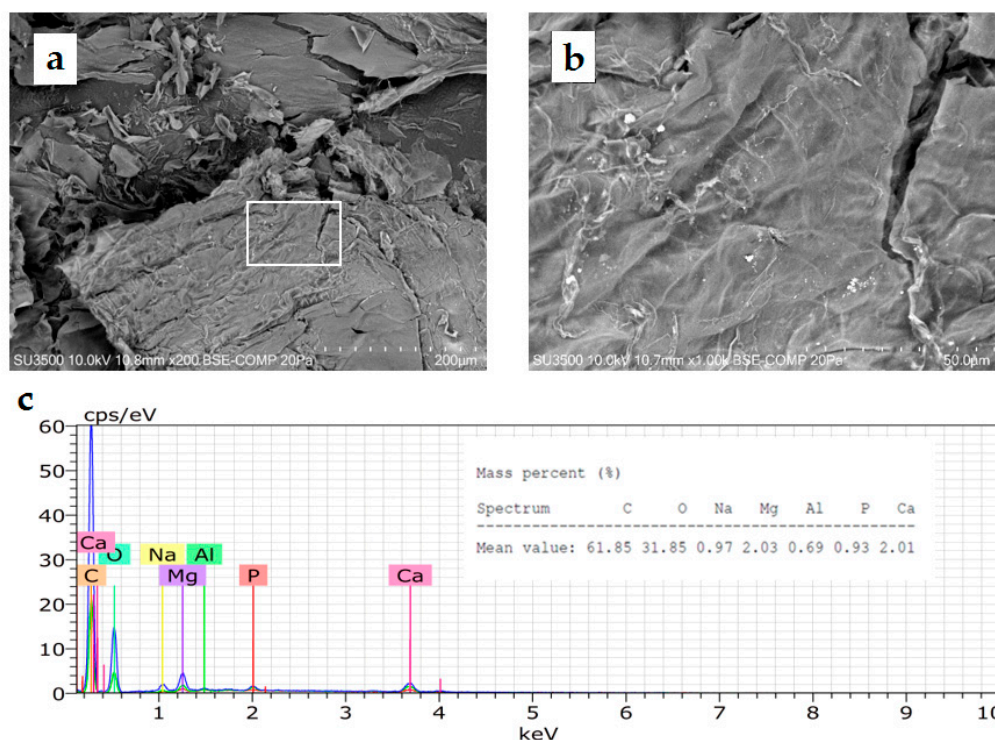 a
SU3500 10.0kV 10.8mm x200 BSE-COMP 20Pa 200µm
b
SU3500 10.0kV 10.7mm x1.00k BSE-COMP 20Pa 50.0µm
c
cps/eV
60
50
40
30
20
10
0
Mass percent (%)
Spectrum C O Na Mg Al P Ca
Mean value: 61.85 31.85 0.97 2.03 0.69 0.93 2.01
Ca O Na Al
C Mg P Ca
1 2 3 4 5 6 7 8 9 10
keV